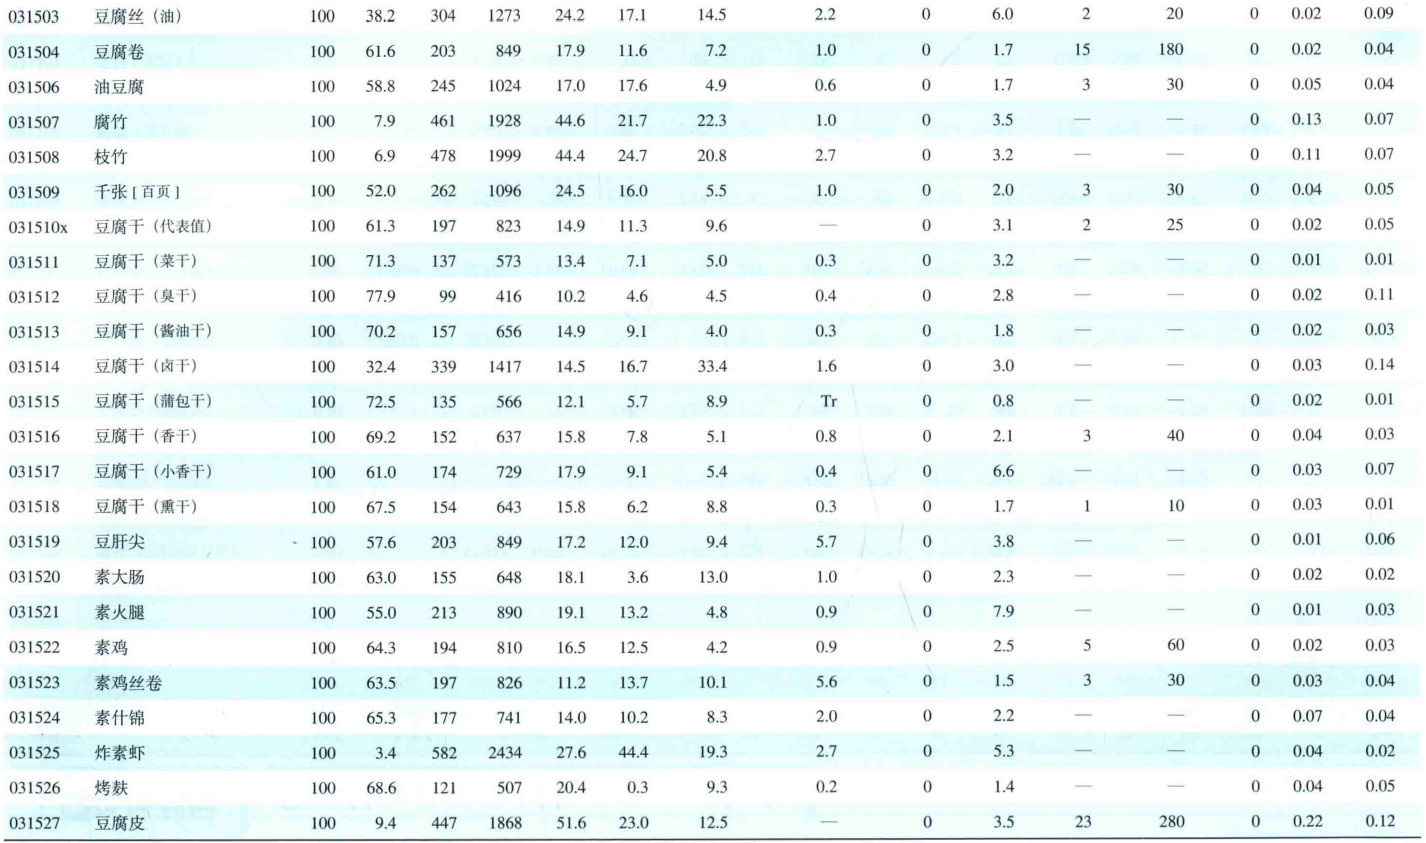 031503 豆腐丝（油） 100 38.2 304 1273 24.2 17.1 14.5 2.2 0 6.0 2 20 0 0.02 0.09
031504 豆腐卷 100 61.6 203 849 17.9 11.6 7.2 1.0 0 1.7 15 180 0 0.02 0.04
031506 油豆腐 100 58.8 245 1024 17.0 17.6 4.9 0.6 0 1.7 3 30 0 0.05 0.04
031507 腐竹 100 7.9 461 1928 44.6 21.7 22.3 1.0 0 3.5 — — 0 0.13 0.07
031508 枝竹 100 6.9 478 1999 44.4 24.7 20.8 2.7 0 3.2 — — 0 0.11 0.07
031509 千张[百页] 100 52.0 262 1096 24.5 16.0 5.5 1.0 0 2.0 3 30 0 0.04 0.05
031510x 豆腐干（代表值） 100 61.3 197 823 14.9 11.3 9.6 — 0 3.1 2 25 0 0.02 0.05
031511 豆腐干（菜干） 100 71.3 137 573 13.4 7.1 5.0 0.3 0 3.2 — — 0 0.01 0.01
031512 豆腐干（臭干） 100 77.9 99 416 10.2 4.6 4.5 0.4 0 2.8 — — 0 0.02 0.11
031513 豆腐干（酱油干） 100 70.2 157 656 14.9 9.1 4.0 0.3 0 1.8 — — 0 0.02 0.03
031514 豆腐干（卤干） 100 32.4 339 1417 14.5 16.7 33.4 1.6 0 3.0 — — 0 0.03 0.14
031515 豆腐干（蒲包干） 100 72.5 135 566 12.1 5.7 8.9 Tr 0 0.8 — — 0 0.02 0.01
031516 豆腐干（香干） 100 69.2 152 637 15.8 7.8 5.1 0.8 0 2.1 3 40 0 0.04 0.03
031517 豆腐干（小香干） 100 61.0 174 729 17.9 9.1 5.4 0.4 0 6.6 — — 0 0.03 0.07
031518 豆腐干（熏干） 100 67.5 154 643 15.8 6.2 8.8 0.3 0 1.7 1 10 0 0.03 0.01
031519 豆肝尖 100 57.6 203 849 17.2 12.0 9.4 5.7 0 3.8 — — 0 0.01 0.06
031520 素大肠 100 63.0 155 648 18.1 3.6 13.0 1.0 0 2.3 — — 0 0.02 0.02
031521 素火腿 100 55.0 213 890 19.1 13.2 4.8 0.9 0 7.9 — — 0 0.01 0.03
031522 素鸡 100 64.3 194 810 16.5 12.5 4.2 0.9 0 2.5 5 60 0 0.02 0.03
031523 素鸡丝卷 100 63.5 197 826 11.2 13.7 10.1 5.6 0 1.5 3 30 0 0.03 0.04
031524 素什锦 100 65.3 177 741 14.0 10.2 8.3 2.0 0 2.2 — — 0 0.07 0.04
031525 炸素虾 100 3.4 582 2434 27.6 44.4 19.3 2.7 0 5.3 — — 0 0.04 0.02
031526 烤麸 100 68.6 121 507 20.4 0.3 9.3 0.2 0 1.4 — — 0 0.04 0.05
031527 豆腐皮 100 9.4 447 1868 51.6 23.0 12.5 — 0 3.5 23 280 0 0.22 0.12